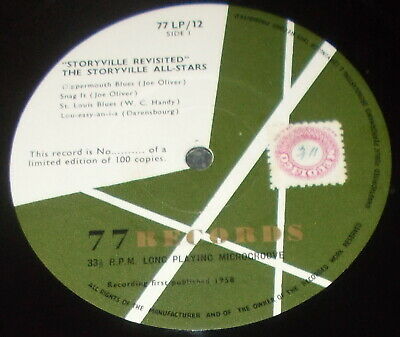 77 LP/12
SIDE 1
"STORYVILLE REVISITED"
THE STORYVILLE ALL-STARS
Dippermouth Blues (Joe Oliver)
Snag It (Joe Oliver)
St. Louis Blues (W. C. Handy)
Lou-easy-an-i-a (Darensbourg)
This record is No.......... of a
limited edition of 100 copies.
77 RECORDS
33⅓ R.P.M. LONG PLAYING MICROGROOVE
Recording first published 1958
ALL RIGHTS OF THE MANUFACTURER AND OF THE OWNER OF THE RECORDED WORK RESERVED